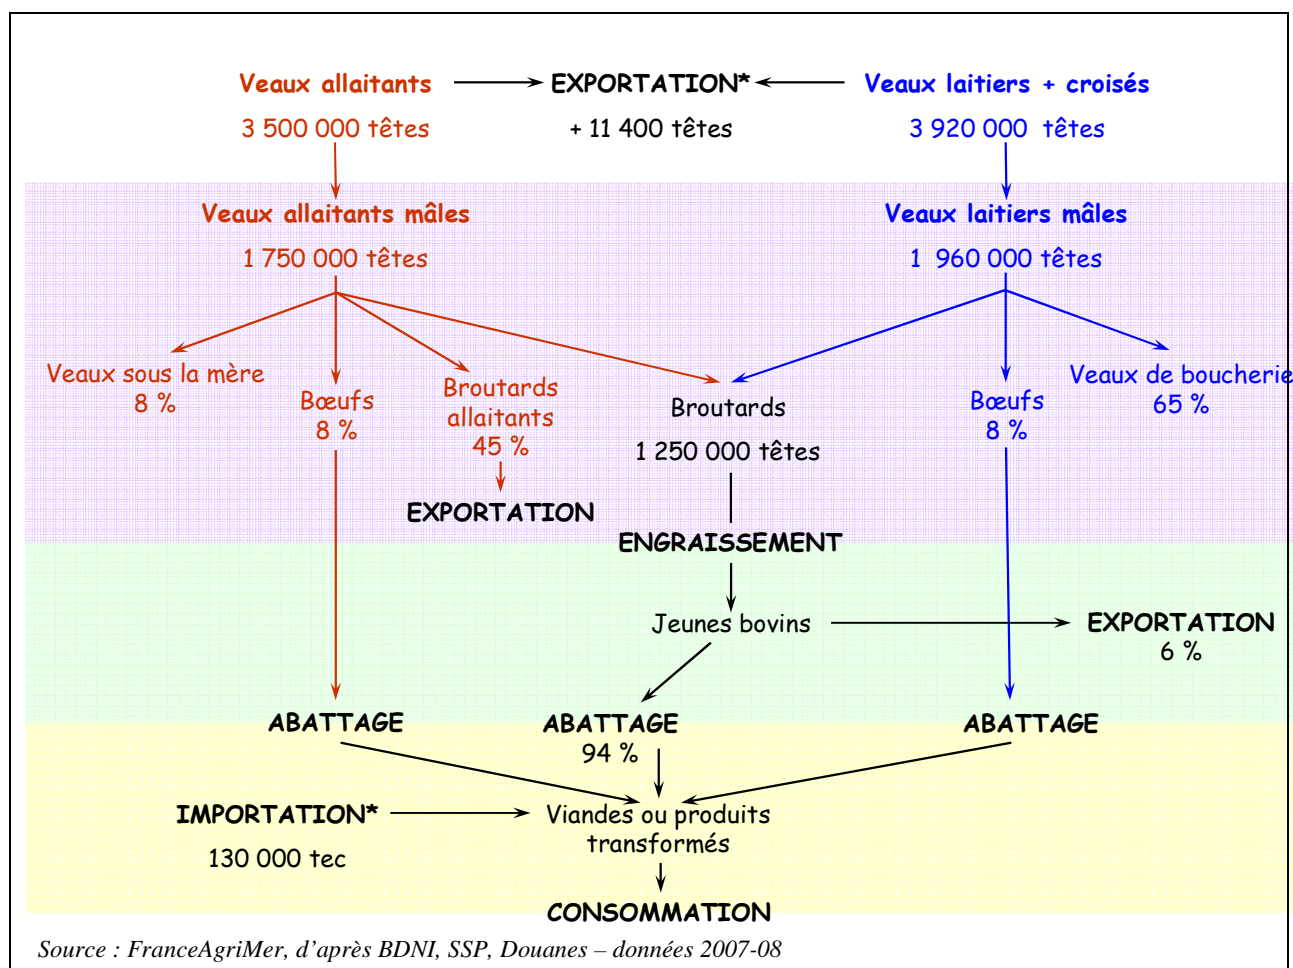 Veaux allaitants
EXPORTATION*
Veaux laitiers + croisés
3 500 000 têtes
+ 11 400 têtes
3 920 000 têtes
Veaux allaitants mâles
Veaux laitiers mâles
1 750 000 têtes
1 960 000 têtes
Veaux sous la mère
8 %
Bœufs
8 %
Broutards
allaitants
45 %
EXPORTATION
Broutards
1 250 000 têtes
Bœufs
8 %
Veaux de boucherie
65 %
ENGRAISSEMENT
Jeunes bovins
EXPORTATION
6 %
ABATTAGE
ABATTAGE
94 %
ABATTAGE
IMPORTATION*
130 000 tec
Viandes ou produits
transformés
CONSOMMATION
Source : FranceAgriMer, d’après BDNI, SSP, Douanes – données 2007-08